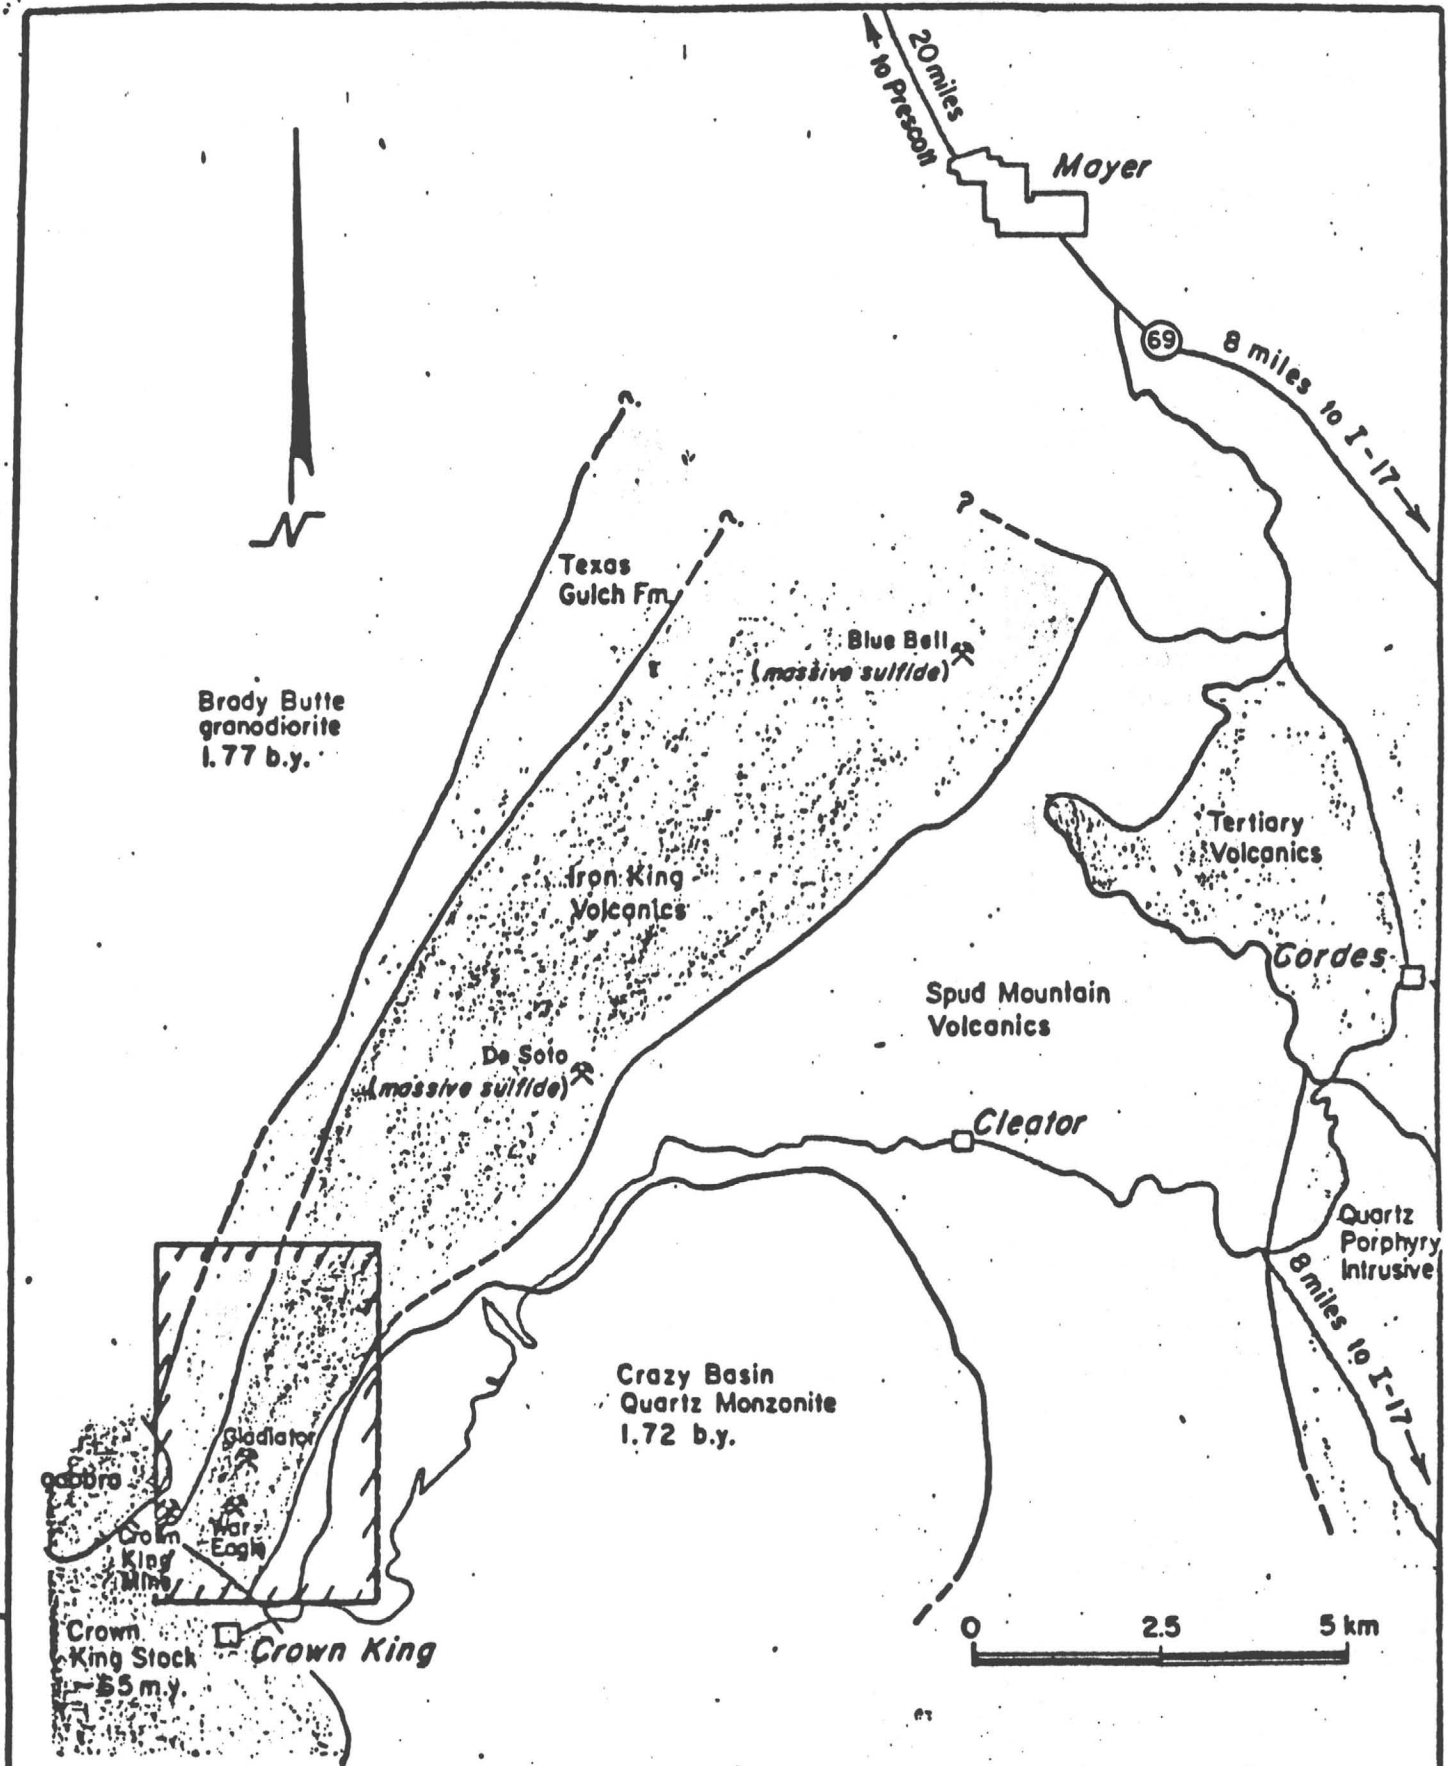 20 miles
to Prescott
Mayer
69
8 miles to I-17
?
?
?
N
Texas
Gulch Fm.
Blue Bell
(massive sulfide)
Brady Butte
granodiorite
1.77 b.y.
Tertiary
Volcanics
Iron King
Volcanics
Cordes
Spud Mountain
Volcanics
De Soto
(massive sulfide)
Cleator
Quartz
Porphyry
Intrusive
8 miles to I-17
Crazy Basin
Quartz Monzonite
1.72 b.y.
Gladiator
gabbro
War
Eagle
Crown
King
Mine
0 2.5 5 km
Crown
King Stock
Crown King